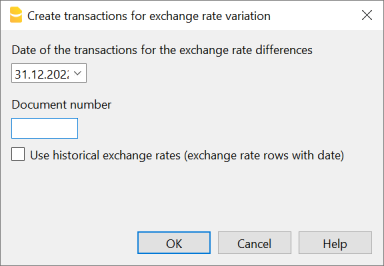 Create transactions for exchange rate variation
Date of the transactions for the exchange rate differences
31.12.202
Document number
Use historical exchange rates (exchange rate rows with date)
OK Cancel Help